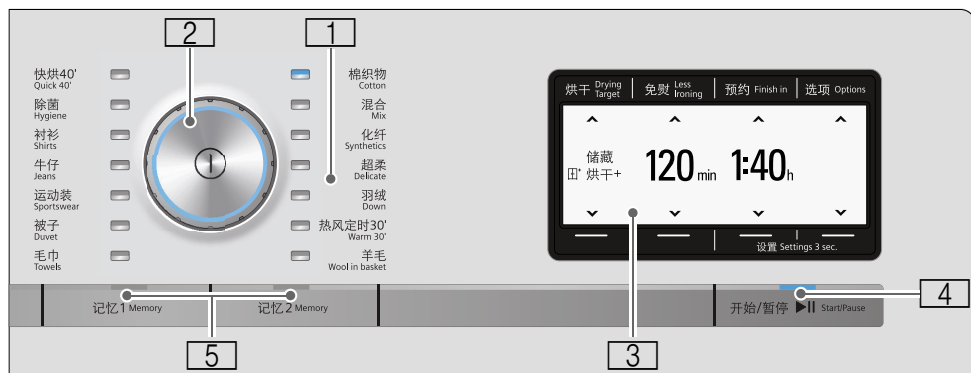 2
1
快烘40'
Quick 40'
除菌
Hygiene
衬衫
Shirts
牛仔
Jeans
运动装
Sportswear
被子
Duvet
毛巾
Towels
棉织物
Cotton
混合
Mix
化纤
Synthetics
超柔
Delicate
羽绒
Down
热风定时30'
Warm 30'
羊毛
Wool in basket
烘干 Drying Target
免熨 Less Ironing
预约 Finish in
选项 Options
储藏
烘干+
120 min
1:40 h
设置 Settings 3 sec.
记忆1 Memory
记忆2 Memory
开始/暂停 Start/Pause
4
5
3